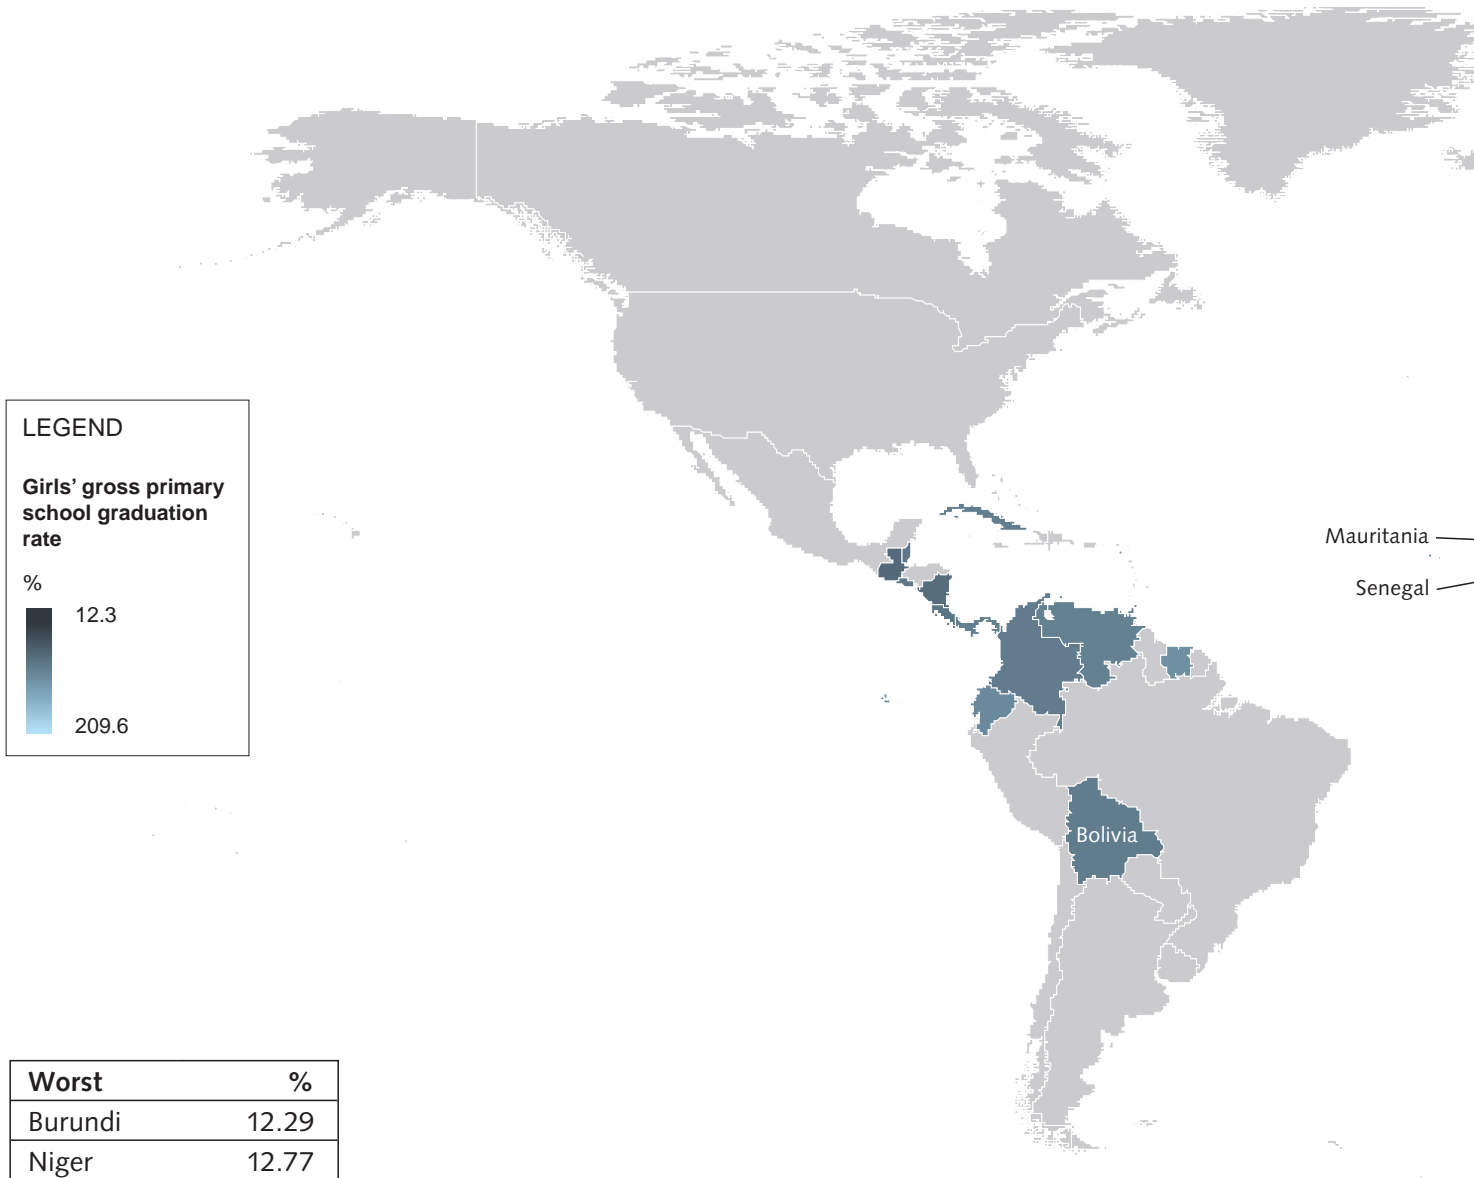 LEGEND
Girls’ gross primary
school graduation
rate
%
12.3
209.6
Mauritania
Senegal
Bolivia
Worst %
Burundi 12.29
Niger 12.77